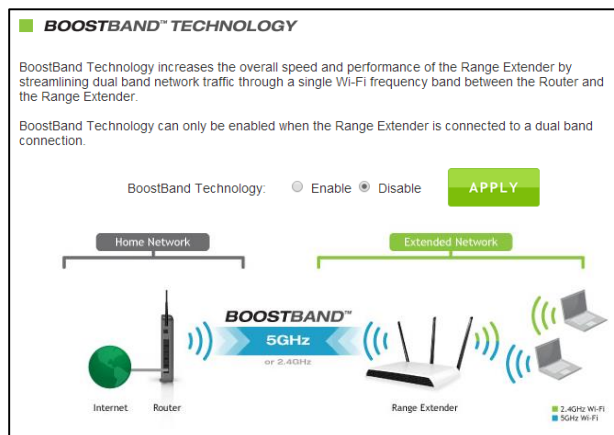 BOOSTBAND™ TECHNOLOGY
BoostBand Technology increases the overall speed and performance of the Range Extender by
streamlining dual band network traffic through a single Wi-Fi frequency band between the Router and
the Range Extender.
BoostBand Technology can only be enabled when the Range Extender is connected to a dual band
connection.
BoostBand Technology: Enable Disable APPLY
Home Network Extended Network
BOOSTBAND™
5GHz
or 2.4GHz
Internet Router Range Extender
2.4GHz Wi-Fi
5GHz Wi-Fi